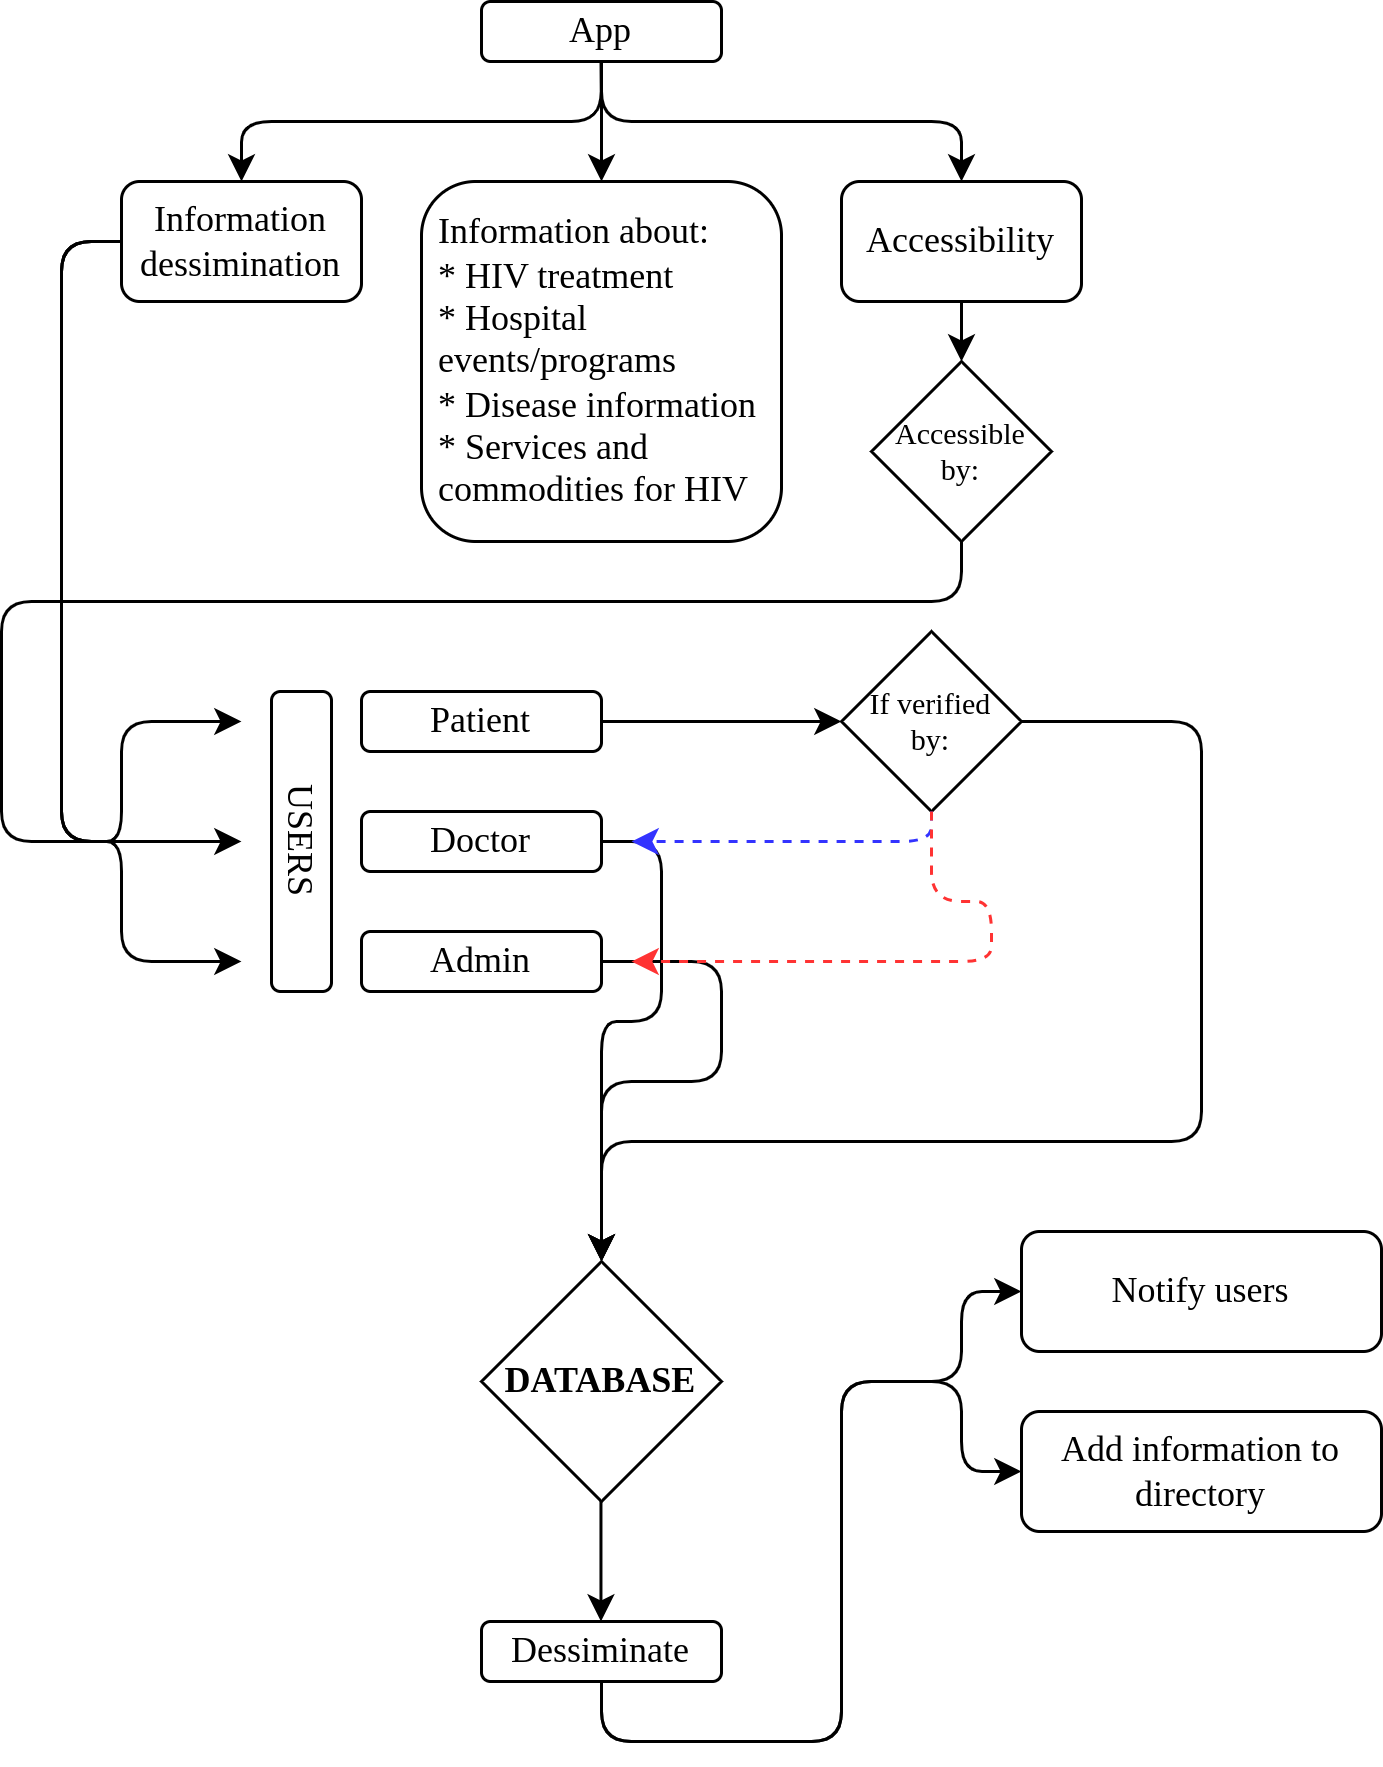 App
Information
dessimination
Information about:
* HIV treatment
* Hospital
events/programs
* Disease information
* Services and
commodities for HIV
Accessibility
Accessible
by:
USERS
Patient
If verified
by:
Doctor
Admin
DATABASE
Notify users
Add information to
directory
Dessiminate